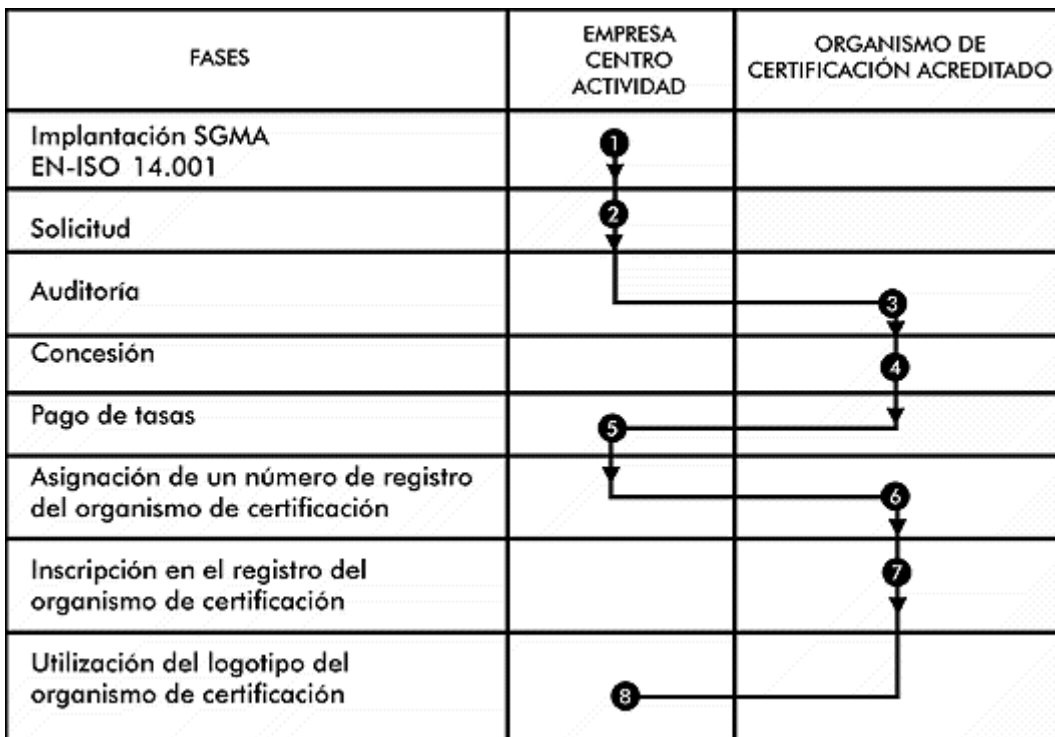 FASES
EMPRESA
CENTRO
ACTIVIDAD
ORGANISMO DE
CERTIFICACIÓN ACREDITADO
Implantación SGMA
EN-ISO 14.001
1
Solicitud
2
Auditoría
3
Concesión
4
Pago de tasas
5
Asignación de un número de registro
del organismo de certificación
6
Inscripción en el registro del
organismo de certificación
7
Utilización del logotipo del
organismo de certificación
8